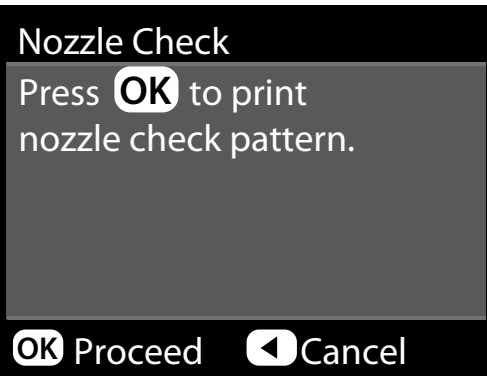 Nozzle Check
Press OK to print
nozzle check pattern.
OK Proceed Cancel